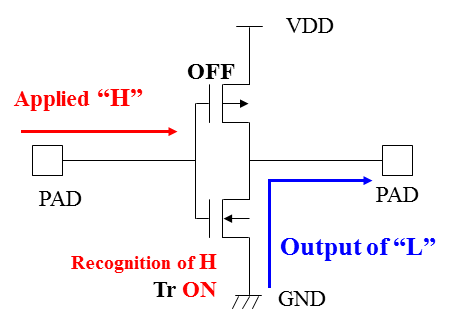 VDD
OFF
Applied “H”
PAD
PAD
Output of “L”
Recognition of H
Tr ON
GND